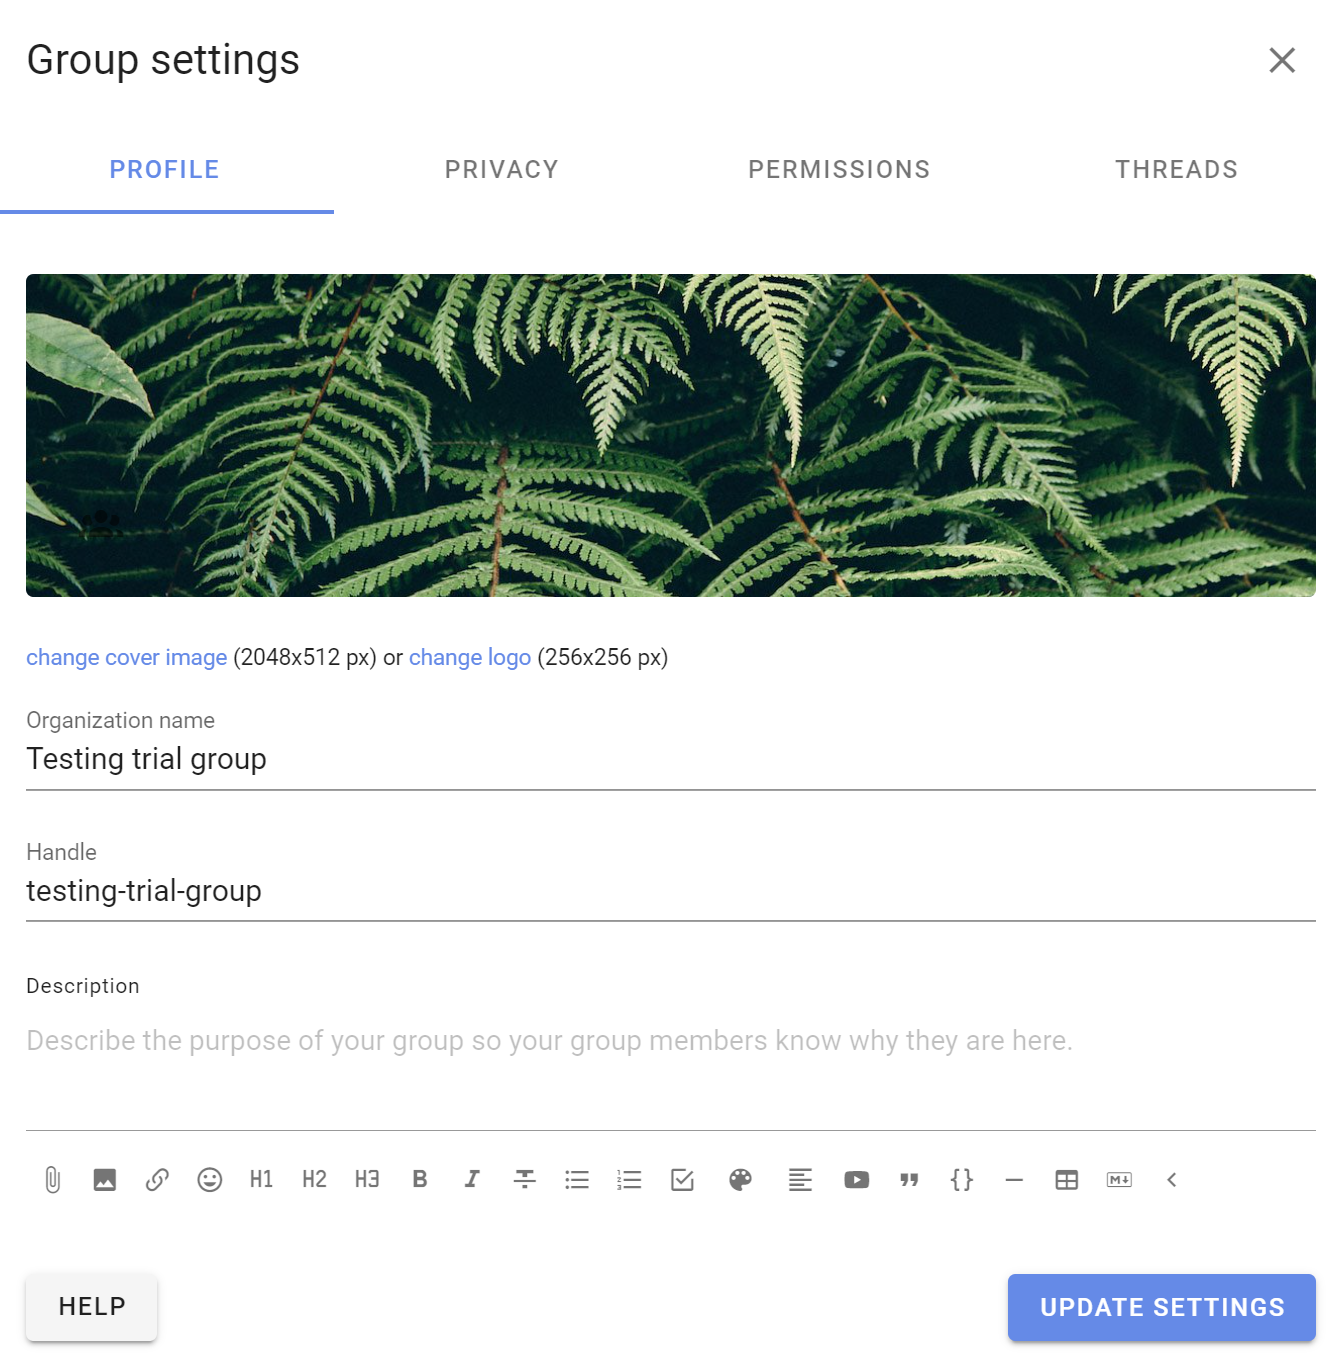 Group settings
PROFILE PRIVACY PERMISSIONS THREADS
change cover image (2048x512 px) or change logo (256x256 px)
Organization name
Testing trial group
Handle
testing-trial-group
Description
Describe the purpose of your group so your group members know why they are here.
H1 H2 H3 B I M
HELP UPDATE SETTINGS